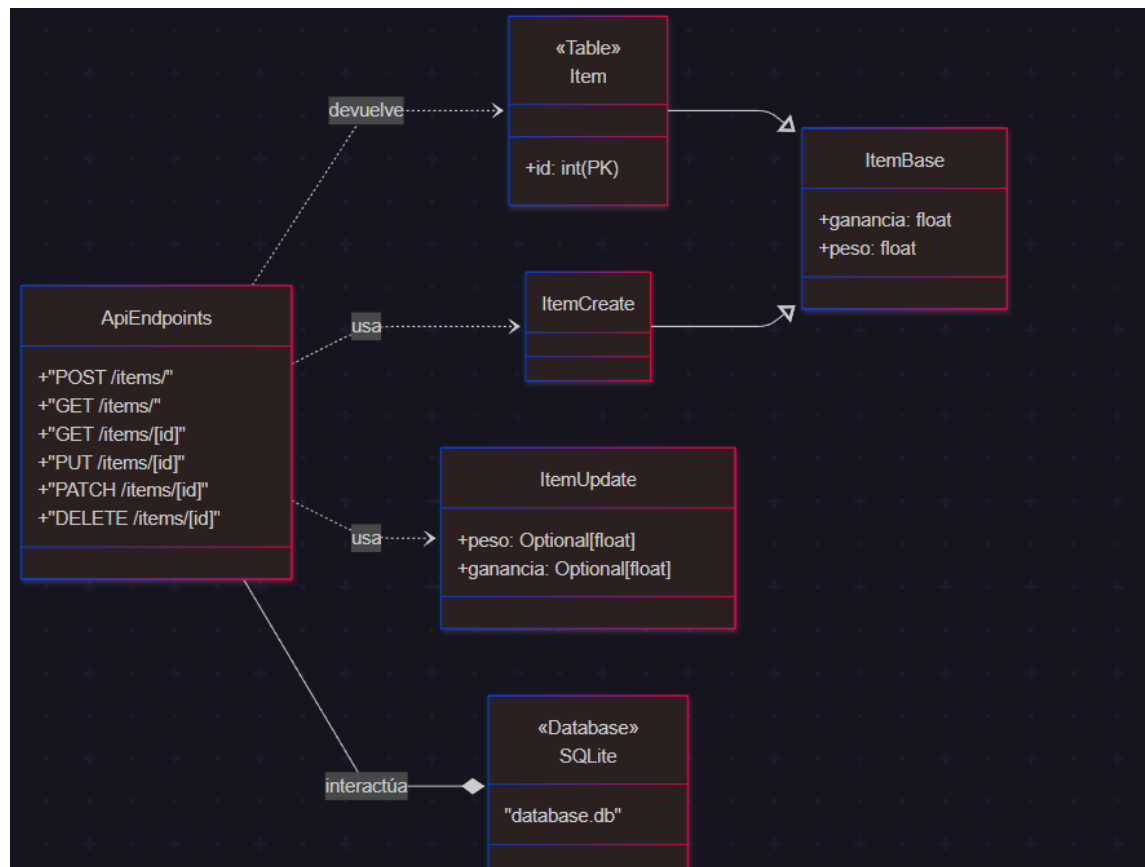 «Table»
Item
+id: int(PK)
devuelve
ItemBase
+ganancia: float
+peso: float
ApiEndpoints
+"POST /items/"
+"GET /items/"
+"GET /items/[id]"
+"PUT /items/[id]"
+"PATCH /items/[id]"
+"DELETE /items/[id]"
usa
ItemCreate
usa
ItemUpdate
+peso: Optional[float]
+ganancia: Optional[float]
interactúa
«Database»
SQLite
"database.db"